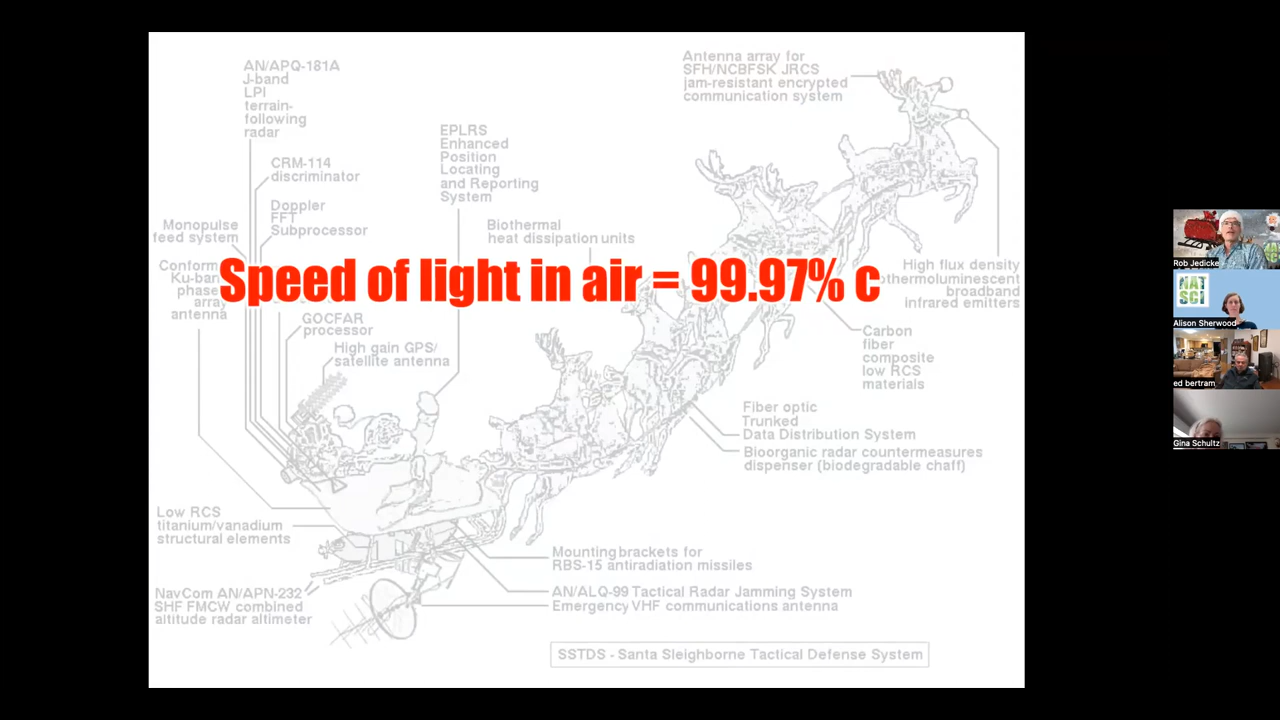 AN/APQ-181A
J-band
LPI
terrain-
following
radar
CRM-114
discriminator
Doppler
FFT
Subprocessor
EPLRS
Enhanced
Position
Locating
and Reporting
System
Antenna array for
SFH/NCBFSK JRCS
jam-resistant encrypted
communication system
Monopulse
feed system
Biothermal
heat dissipation units
Conform
Ku-ban
phase
array
antenna
Speed of light in air = 99.97% c
High flux density
othermoluminescent
broadband
infrared emitters
GOCFAR
processor
High gain GPS/
satellite antenna
Carbon
fiber
composite
low RCS
materials
Fiber optic
Trunked
Data Distribution System
Bioorganic radar countermeasures
dispenser (biodegradable chaff)
Low RCS
titanium/vanadium
structural elements
Mounting brackets for
RBS-15 antiradiation missiles
NavCom AN/APN-232
SHF FMCW combined
altitude radar altimeter
AN/ALQ-99 Tactical Radar Jamming System
Emergency VHF communications antenna
SSTDS - Santa Sleighborne Tactical Defense System
Rob Jedicke
NAT
SCI
Alison Sherwood
ed bertram
Gina Schultz